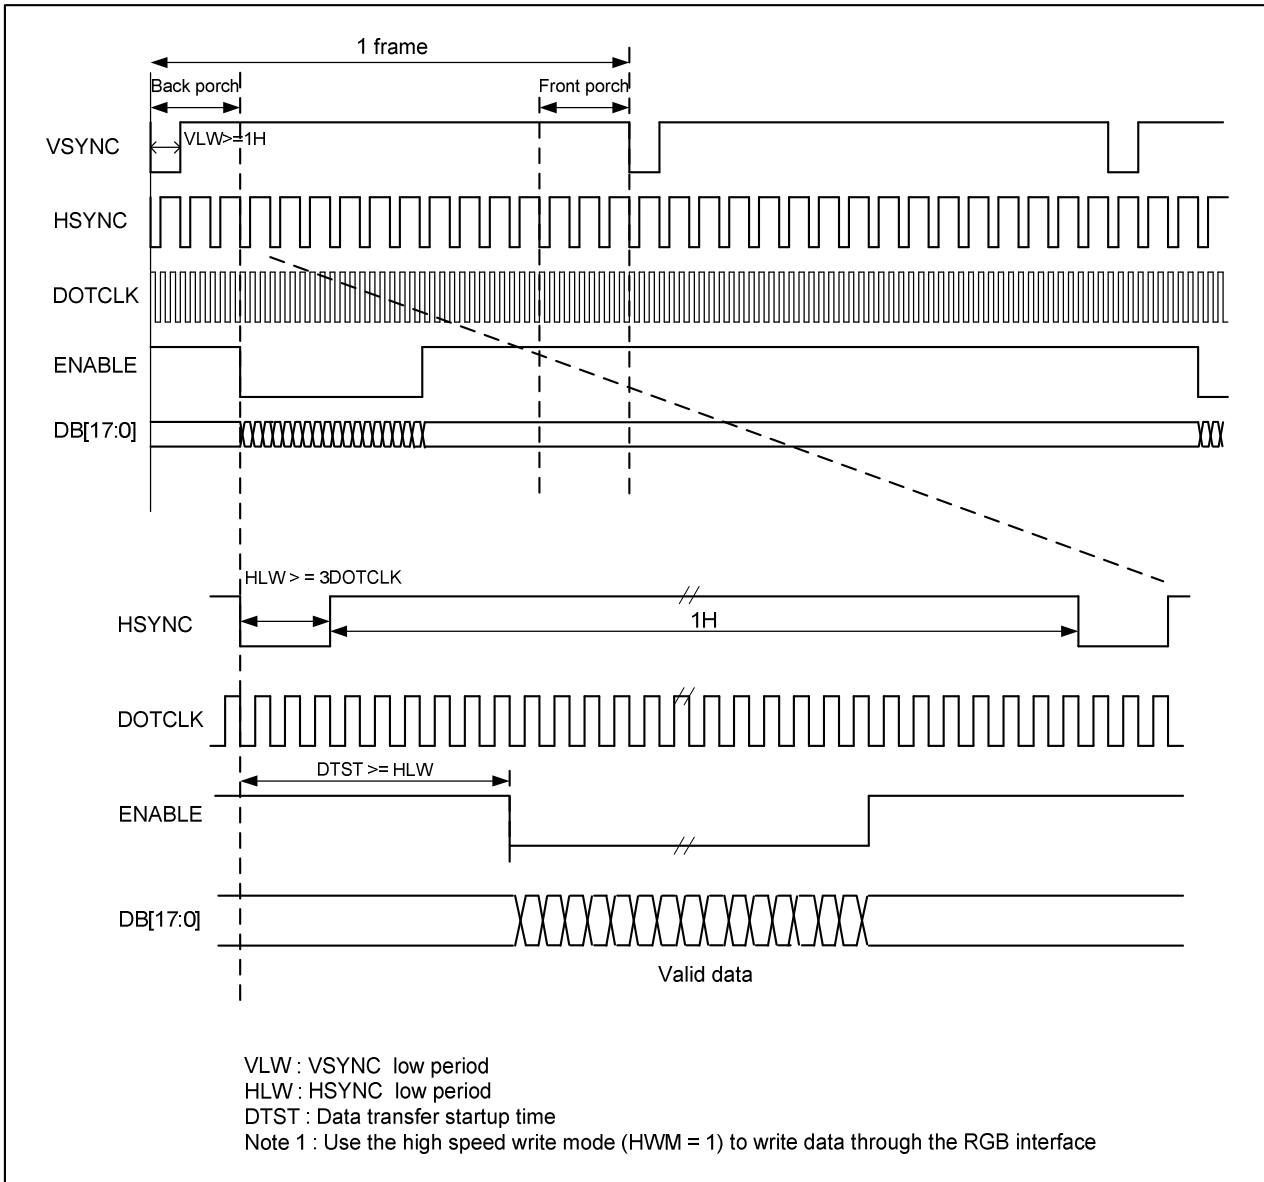 1 frame
Back porch
Front porch
VLW>=1H
VSYNC
HSYNC
DOTCLK
ENABLE
DB[17:0]
HLW > = 3DOTCLK
HSYNC
1H
DOTCLK
DTST >= HLW
ENABLE
DB[17:0]
Valid data
VLW : VSYNC low period
HLW : HSYNC low period
DTST : Data transfer startup time
Note 1 : Use the high speed write mode (HWM = 1) to write data through the RGB interface